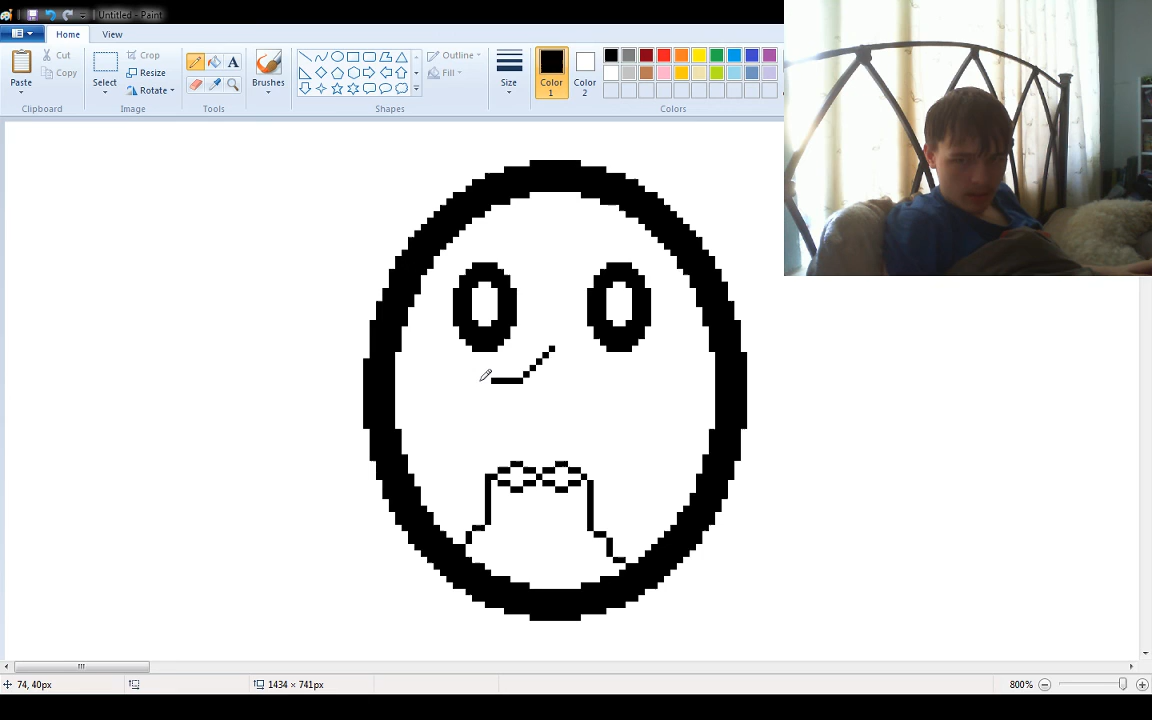 Untitled - Paint
Home View
Paste
Cut
Copy
Clipboard
Select
Crop
Resize
Rotate
Image
A
Tools
Brushes
Outline
Fill
Shapes
Size
Color
1
Color
2
Colors
74, 40px
1434 × 741px
800%